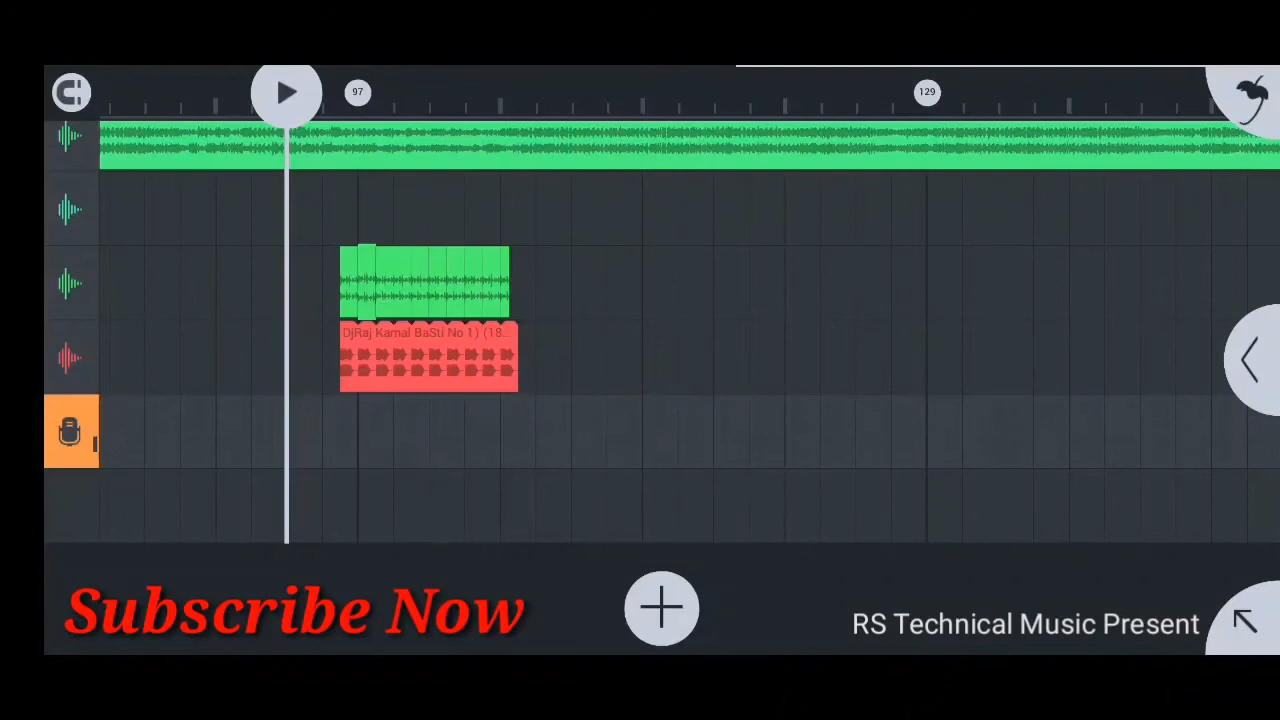 97
129
DjRaj Kamal BaSti No 1) (18...
Subscribe Now
RS Technical Music Present